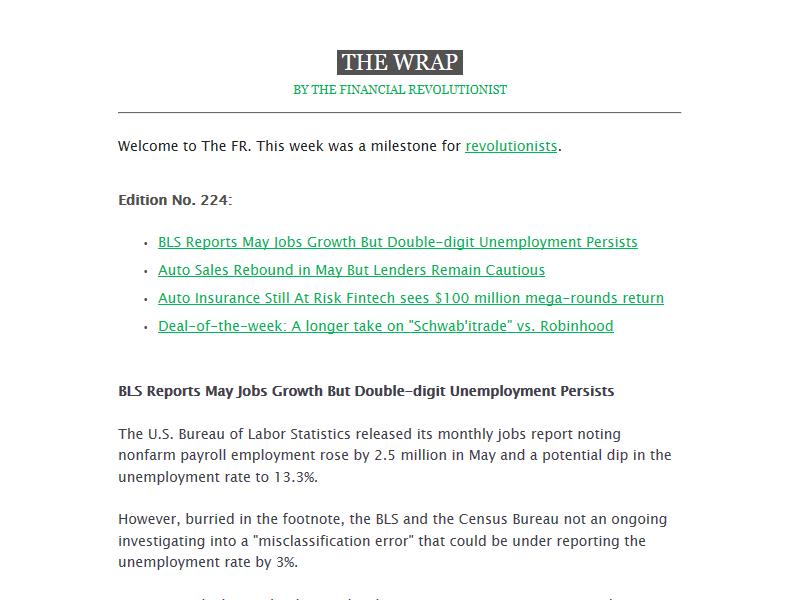 THE WRAP
BY THE FINANCIAL REVOLUTIONIST
Welcome to The FR. This week was a milestone for revolutionists.
Edition No. 224:
• BLS Reports May Jobs Growth But Double-digit Unemployment Persists
• Auto Sales Rebound in May But Lenders Remain Cautious
• Auto Insurance Still At Risk Fintech sees $100 million mega-rounds return
• Deal-of-the-week: A longer take on "Schwab'itrade" vs. Robinhood
BLS Reports May Jobs Growth But Double-digit Unemployment Persists
The U.S. Bureau of Labor Statistics released its monthly jobs report noting
nonfarm payroll employment rose by 2.5 million in May and a potential dip in the
unemployment rate to 13.3%.
However, burried in the footnote, the BLS and the Census Bureau not an ongoing
investigating into a "misclassification error" that could be under reporting the
unemployment rate by 3%.